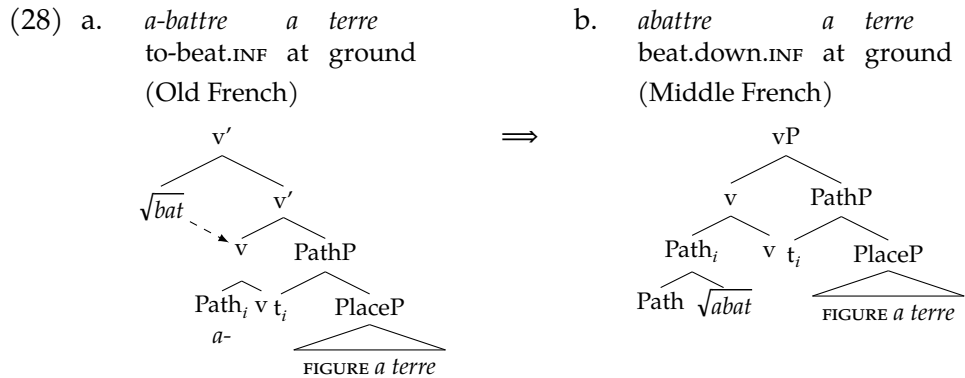 (28) a. a-battre a terre b. abattre a terre
to-beat.INF at ground beat.down.INF at ground
(Old French) (Middle French)
v′ ⟹ vP
√bat v′ v PathP
v PathP Path_i v t_i PlaceP
Path_i v t_i PlaceP Path √abat FIGURE a terre
a-
FIGURE a terre